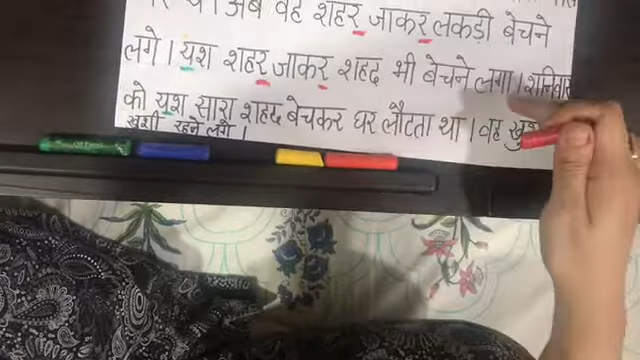 अब वह शहर जाकर लकड़ी बेचने
लगे। यश शहर जाकर शहद भी बेचने लगा। शनिवार
को यश सारा शहद बेचकर घर लौटता था। वह खुश
खुशी रहने लगे।